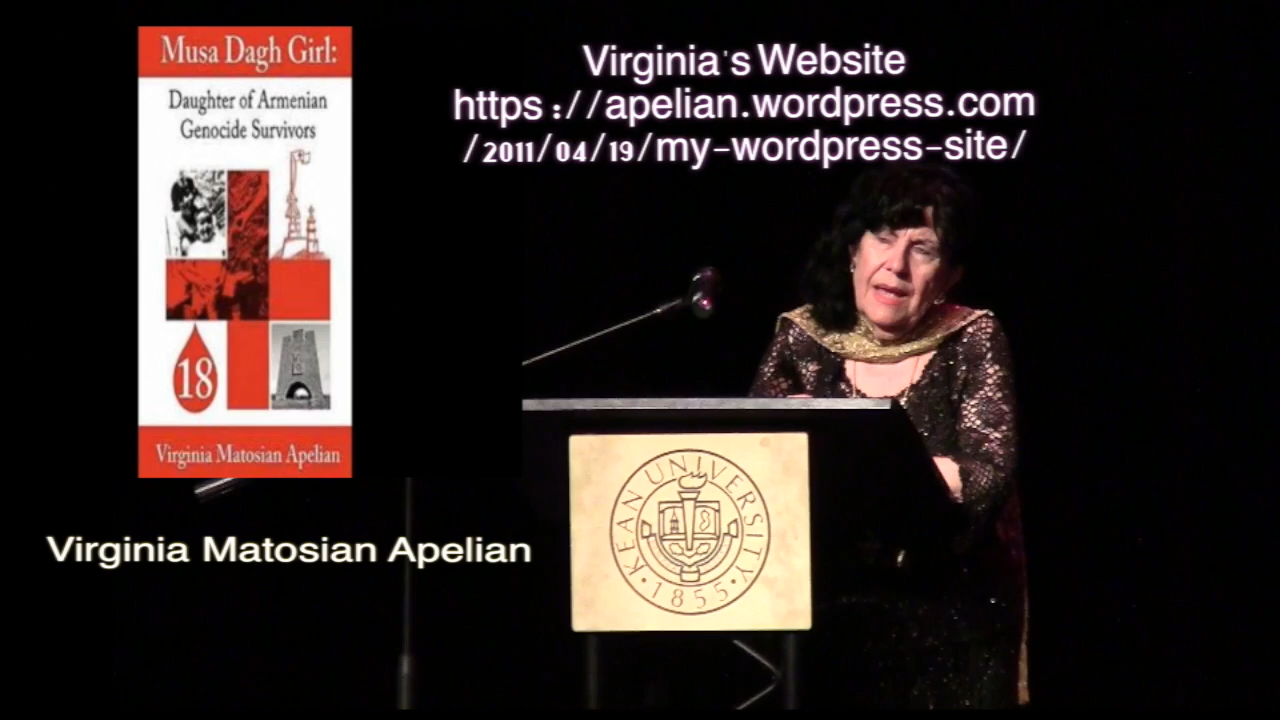 Musa Dagh Girl:
Daughter of Armenian
Genocide Survivors
18
Virginia Matosian Apelian
Virginia's Website
https://apelian.wordpress.com
/2011/04/19/my-wordpress-site/
Virginia Matosian Apelian
KEAN UNIVERSITY
1855